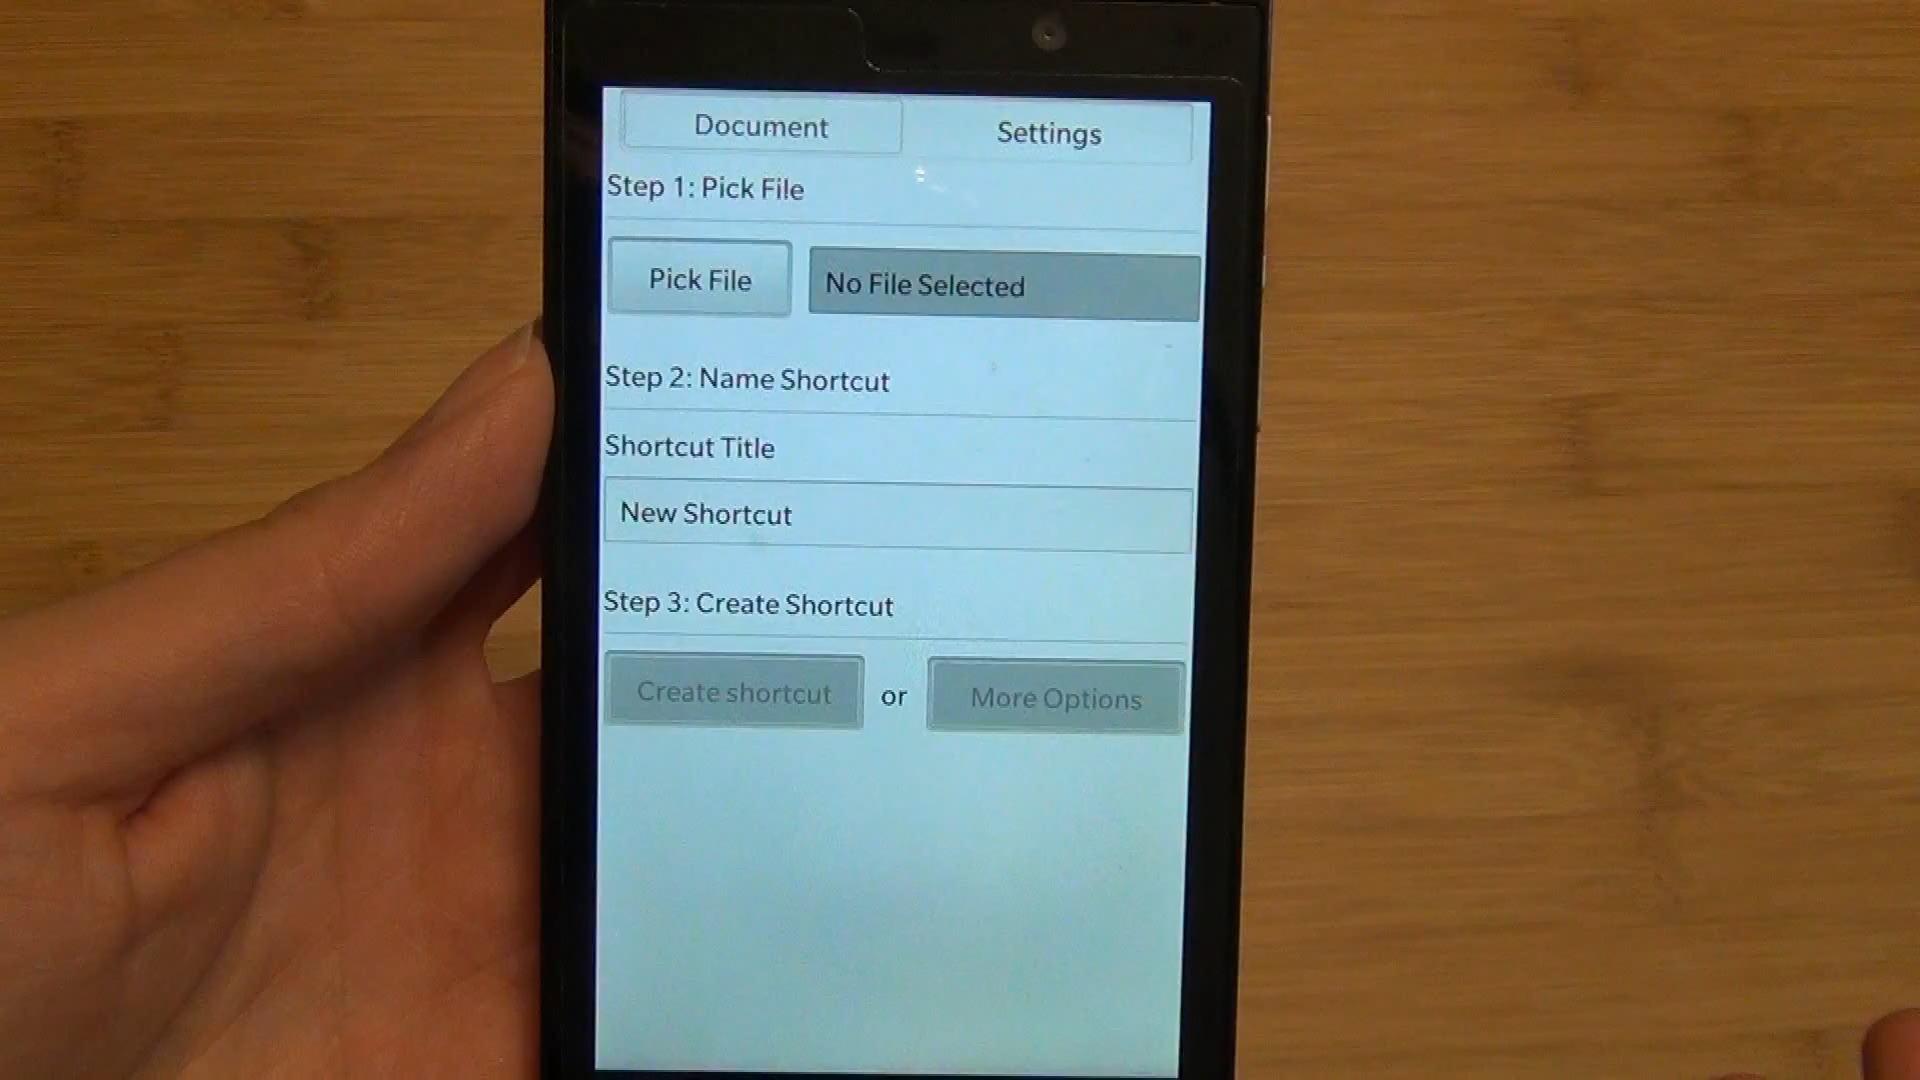 Document
Settings
Step 1: Pick File
Pick File
No File Selected
Step 2: Name Shortcut
Shortcut Title
New Shortcut
Step 3: Create Shortcut
Create shortcut
or
More Options